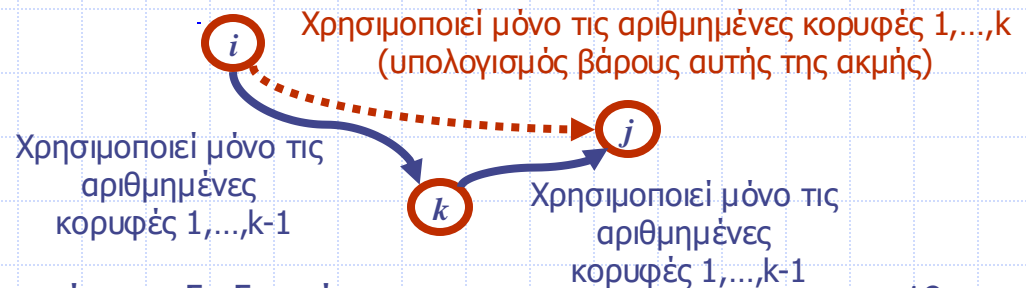 Χρησιμοποιεί μόνο τις αριθμημένες κορυφές 1,...,k
(υπολογισμός βάρους αυτής της ακμής)
i
j
Χρησιμοποιεί μόνο τις
αριθμημένες
κορυφές 1,...,k-1
k
Χρησιμοποιεί μόνο τις
αριθμημένες
κορυφές 1,...,k-1